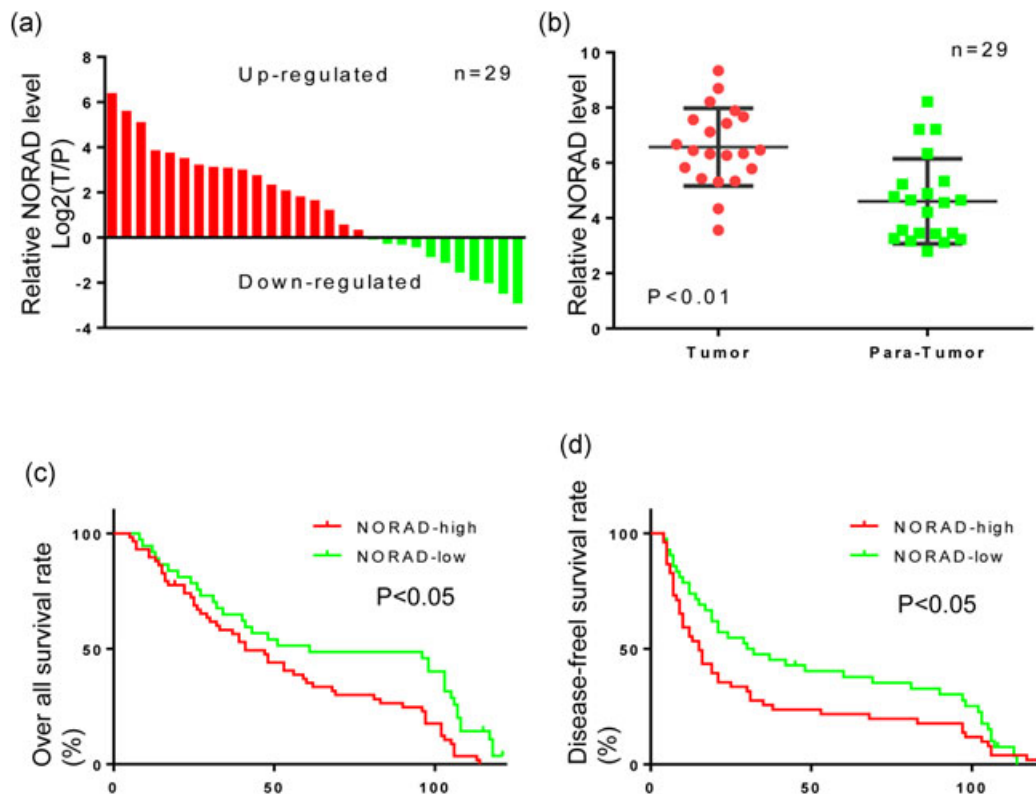 (a)
Relative NORAD level
Log2(T/P)
8
6
4
2
0
-2
-4
Up-regulated
n=29
Down-regulated
(b)
Relative NORAD level
10
8
6
4
2
0
n=29
P<0.01
Tumor
Para-Tumor
(c)
Over all survival rate
(%)
100
50
0
NORAD-high
NORAD-low
P<0.05
0
50
100
(d)
Disease-freel survival rate
(%)
100
50
0
NORAD-high
NORAD-low
P<0.05
0
50
100